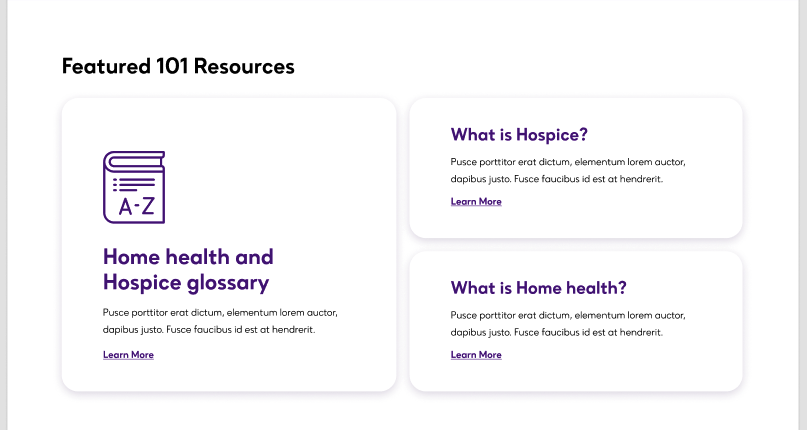 Featured 101 Resources
A-Z
Home health and
Hospice glossary
Pusce porttitor erat dictum, elementum lorem auctor,
dapibus justo. Fusce faucibus id est at hendrerit.
Learn More
What is Hospice?
Pusce porttitor erat dictum, elementum lorem auctor,
dapibus justo. Fusce faucibus id est at hendrerit.
Learn More
What is Home health?
Pusce porttitor erat dictum, elementum lorem auctor,
dapibus justo. Fusce faucibus id est at hendrerit.
Learn More